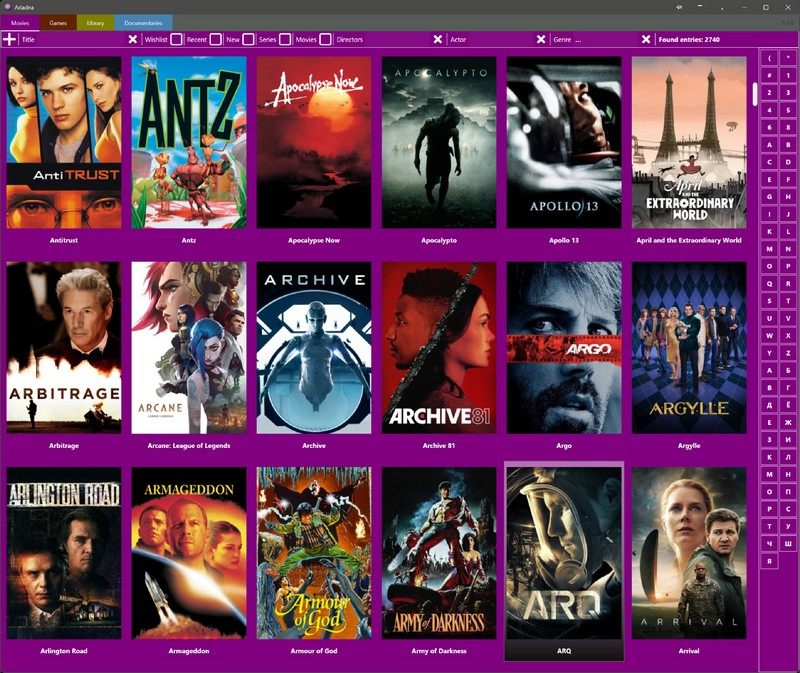 Ariadna
Movies Games Library Documentaries
Title Wishlist Recent New Series Movies Directors Actor Genre ... Found entries: 2740
AntiTRUST
ANTZ
Apocalypse Now
APOCALYPTO
APOLLO 13
April
AND THE
EXTRAORDINARY
WORLD
Antitrust
Antz
Apocalypse Now
Apocalypto
Apollo 13
April and the Extraordinary World
ARBITRAGE
ARCANE
ARCHIVE
ARCHIVE 81
ARGO
ARGYLLE
Arbitrage
Arcane: League of Legends
Archive
Archive 81
Argo
Argylle
ARLINGTON ROAD
ARMAGEDDON
Armour
of God
ARMY of DARKNESS
ARQ
ARRIVAL
Arlington Road
Armageddon
Armour of God
Army of Darkness
ARQ
Arrival
( "
# 1
2 3
4 5
6 8
A B
C D
E F
G H
I J
K L
M N
O P
Q R
S T
U V
W X
Y Z
А Б
В Г
Д Ё
Е Ж
З И
К Л
М Н
О П
Р С
Т У
Ч Ш
Я